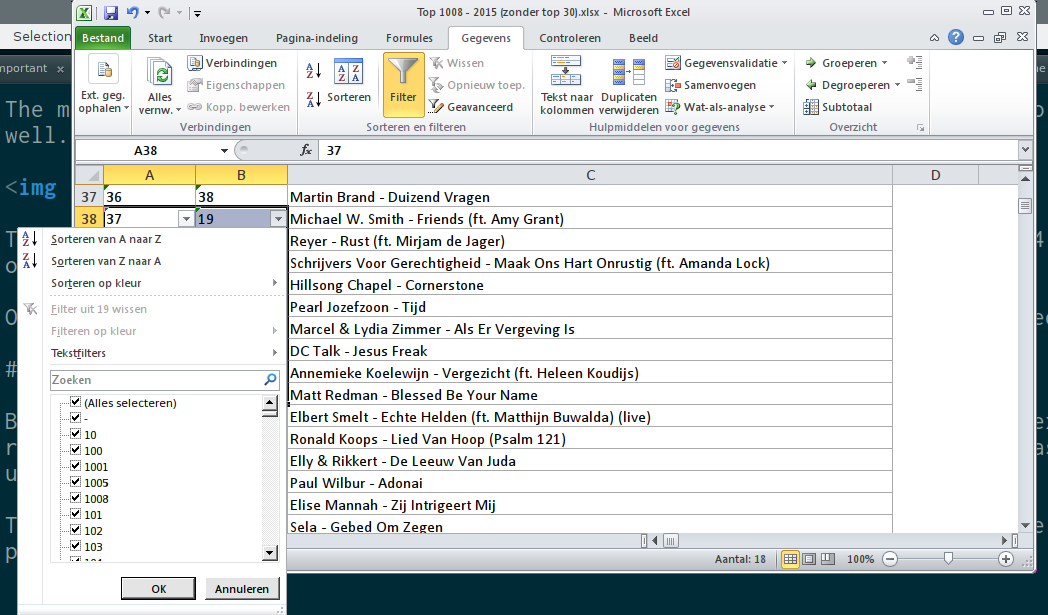 Top 1008 - 2015 (zonder top 30).xlsx - Microsoft Excel
Selection
Bestand Start Invoegen Pagina-indeling Formules Gegevens Controleren Beeld
mportant ×
Ext. geg. ophalen
Alles vernw.
Verbindingen
Eigenschappen
Kopp. bewerken
Verbindingen
Sorteren
Filter
Wissen
Opnieuw toep.
Geavanceerd
Sorteren en filteren
Tekst naar kolommen
Duplicaten verwijderen
Gegevensvalidatie
Samenvoegen
Wat-als-analyse
Hulpmiddelen voor gegevens
Groeperen
Degroeperen
Subtotaal
Overzicht
The m
well.
<img
A38 fx 37
A B C D
37 36 38 Martin Brand - Duizend Vragen
38 37 19 Michael W. Smith - Friends (ft. Amy Grant)
Reyer - Rust (ft. Mirjam de Jager)
Schrijvers Voor Gerechtigheid - Maak Ons Hart Onrustig (ft. Amanda Lock)
Hillsong Chapel - Cornerstone
Pearl Jozefzoon - Tijd
Marcel & Lydia Zimmer - Als Er Vergeving Is
DC Talk - Jesus Freak
Annemieke Koelewijn - Vergezicht (ft. Heleen Koudijs)
Matt Redman - Blessed Be Your Name
Elbert Smelt - Echte Helden (ft. Matthijn Buwalda) (live)
Ronald Koops - Lied Van Hoop (Psalm 121)
Elly & Rikkert - De Leeuw Van Juda
Paul Wilbur - Adonai
Elise Mannah - Zij Intrigeert Mij
Sela - Gebed Om Zegen
Sorteren van A naar Z
Sorteren van Z naar A
Sorteren op kleur
Filter uit 19 wissen
Filteren op kleur
Tekstfilters
Zoeken
(Alles selecteren)
-
10
100
1001
1005
1008
101
102
103
OK Annuleren
Aantal: 18 100%